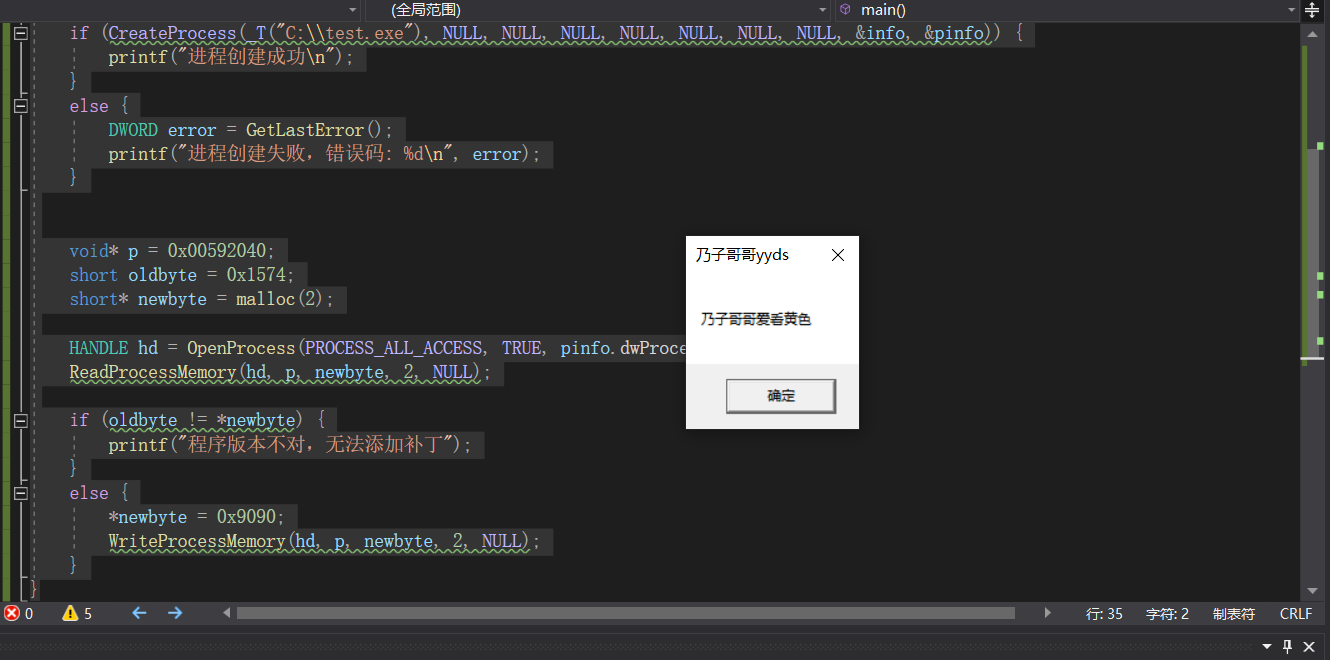 (全局范围)
main()
if (CreateProcess(_T("C:\\test.exe"), NULL, NULL, NULL, NULL, NULL, NULL, NULL, &info, &pinfo)) {
printf("进程创建成功\n");
}
else {
DWORD error = GetLastError();
printf("进程创建失败, 错误码: %d\n", error);
}
void* p = 0x00592040;
short oldbyte = 0x1574;
short* newbyte = malloc(2);
HANDLE hd = OpenProcess(PROCESS_ALL_ACCESS, TRUE, pinfo.dwProce
ReadProcessMemory(hd, p, newbyte, 2, NULL);
if (oldbyte != *newbyte) {
printf("程序版本不对, 无法添加补丁");
}
else {
*newbyte = 0x9090;
WriteProcessMemory(hd, p, newbyte, 2, NULL);
}
}
乃子哥哥yyds
乃子哥哥爱看黄色
确定
0
5
行: 35
字符: 2
制表符
CRLF